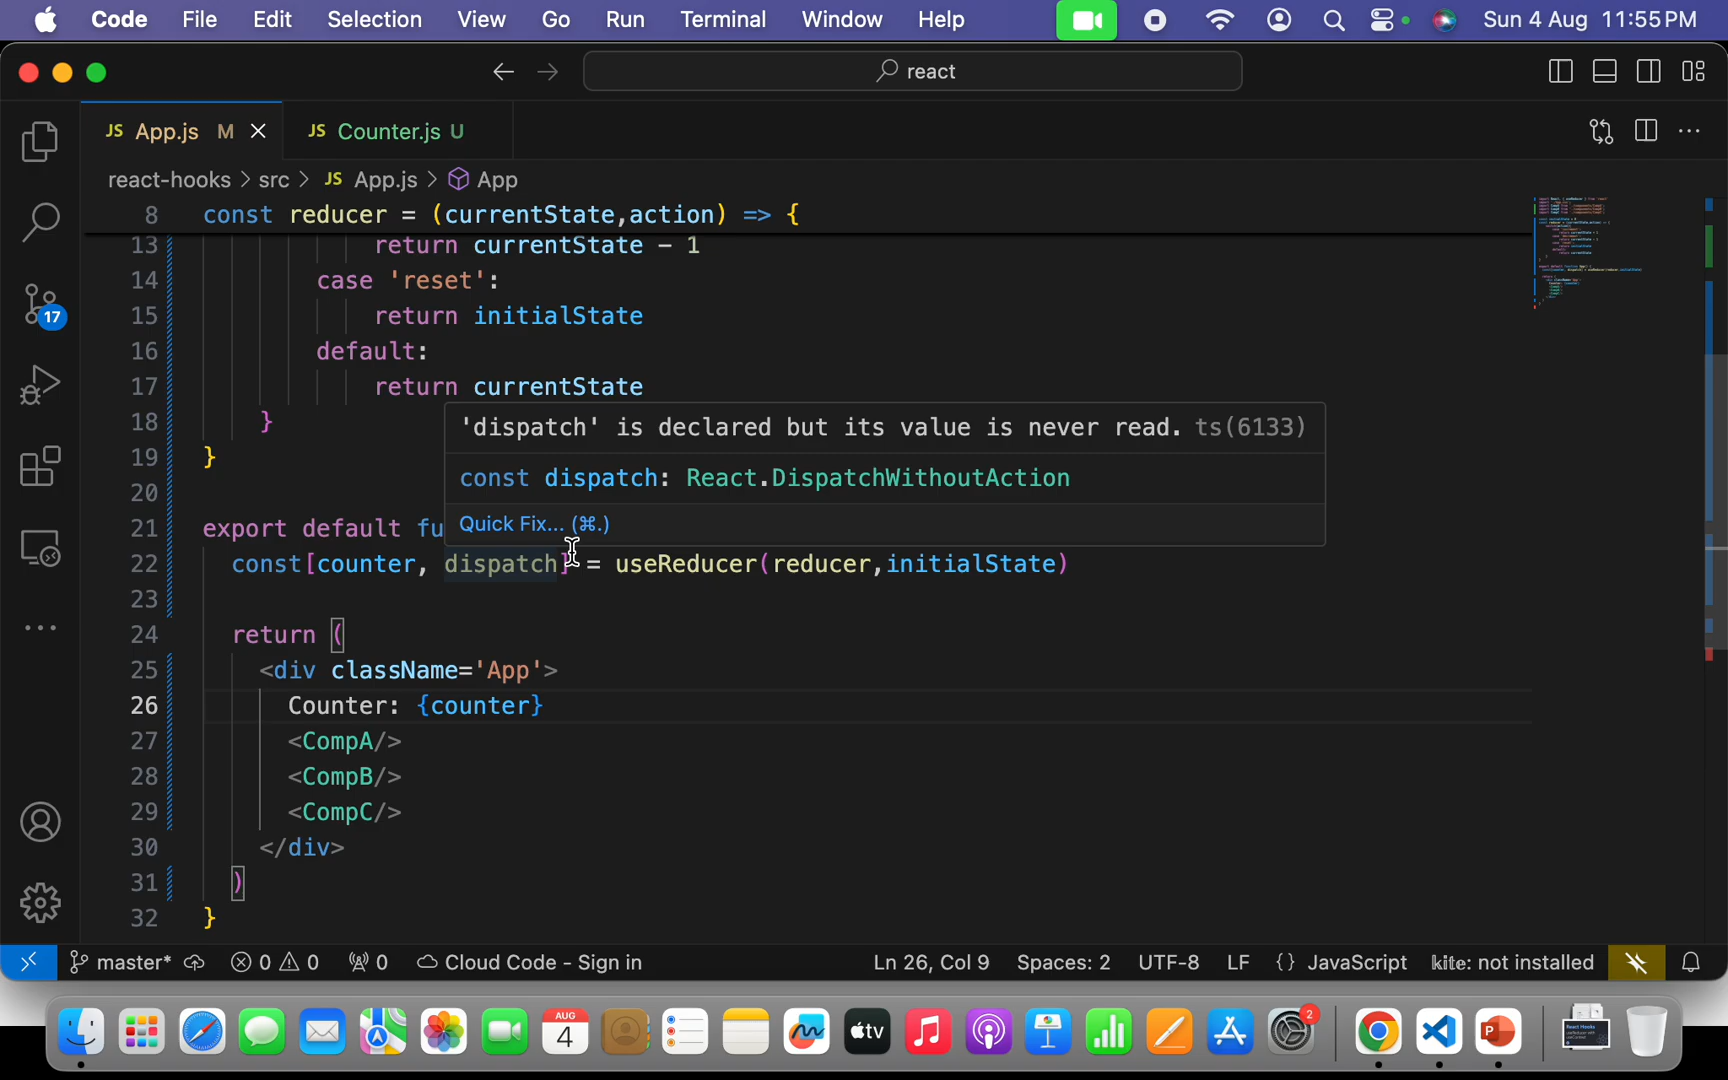 Code File Edit Selection View Go Run Terminal Window Help Sun 4 Aug 11:55 PM
react
JS App.js M
JS Counter.js U
react-hooks > src > JS App.js > App
8 const reducer = (currentState,action) => {
13 return currentState - 1
14 case 'reset':
15 return initialState
16 default:
17 return currentState
18 }
19 }
20
21 export default fu
22 const[counter, dispatch] = useReducer(reducer,initialState)
23
24 return (
25 <div className='App'>
26 Counter: {counter}
27 <CompA/>
28 <CompB/>
29 <CompC/>
30 </div>
31 )
32 }
'dispatch' is declared but its value is never read. ts(6133)
const dispatch: React.DispatchWithoutAction
Quick Fix... (⌘.)
17
master* 0 0 0 Cloud Code - Sign in Ln 26, Col 9 Spaces: 2 UTF-8 LF {} JavaScript kite: not installed
AUG
4
tv
2
P